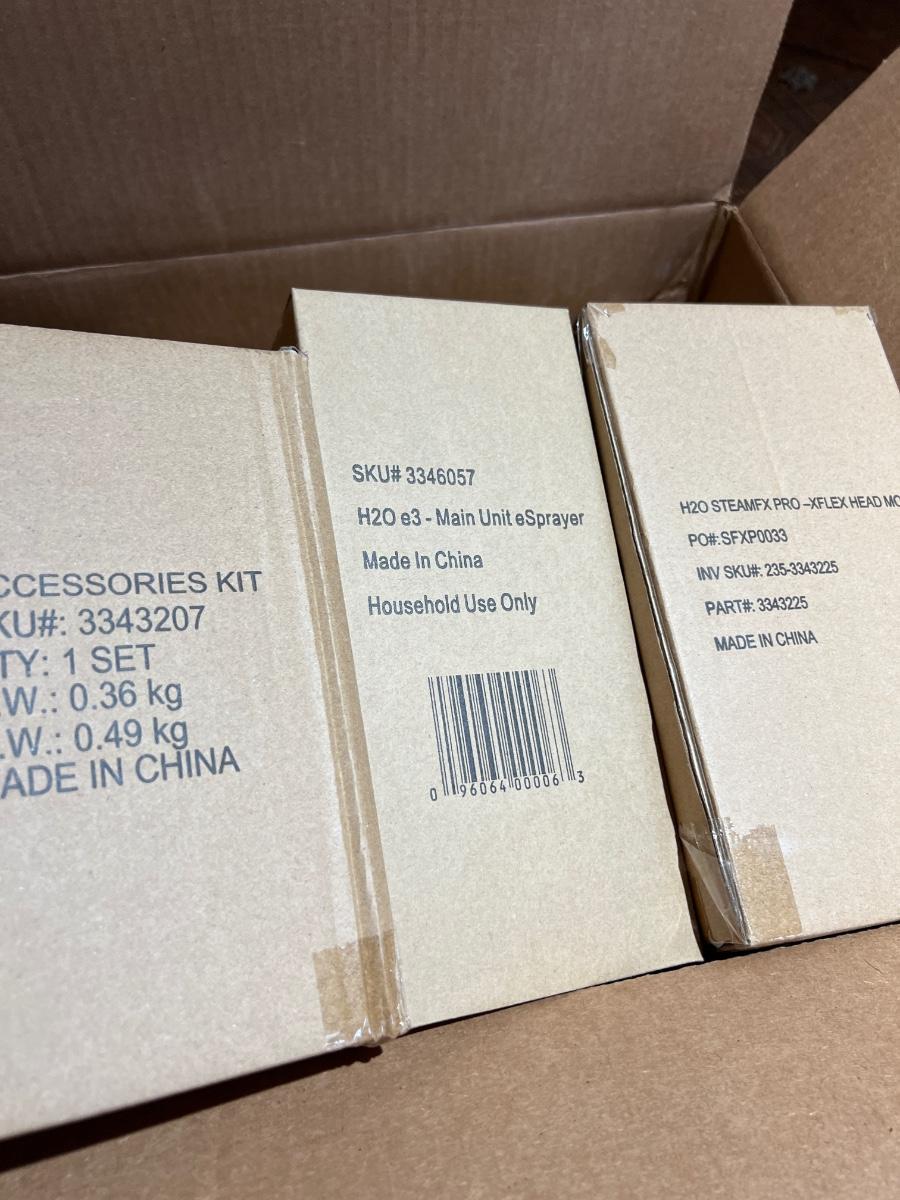 CCESSORIES KIT
KU#: 3343207
TY: 1 SET
.W.: 0.36 kg
.W.: 0.49 kg
ADE IN CHINA
SKU# 3346057
H2O e3 - Main Unit eSprayer
Made In China
Household Use Only
0 96064 00006 3
H2O STEAMFX PRO –XFLEX HEAD MO
PO#:SFXP0033
INV SKU#: 235-3343225
PART#: 3343225
MADE IN CHINA